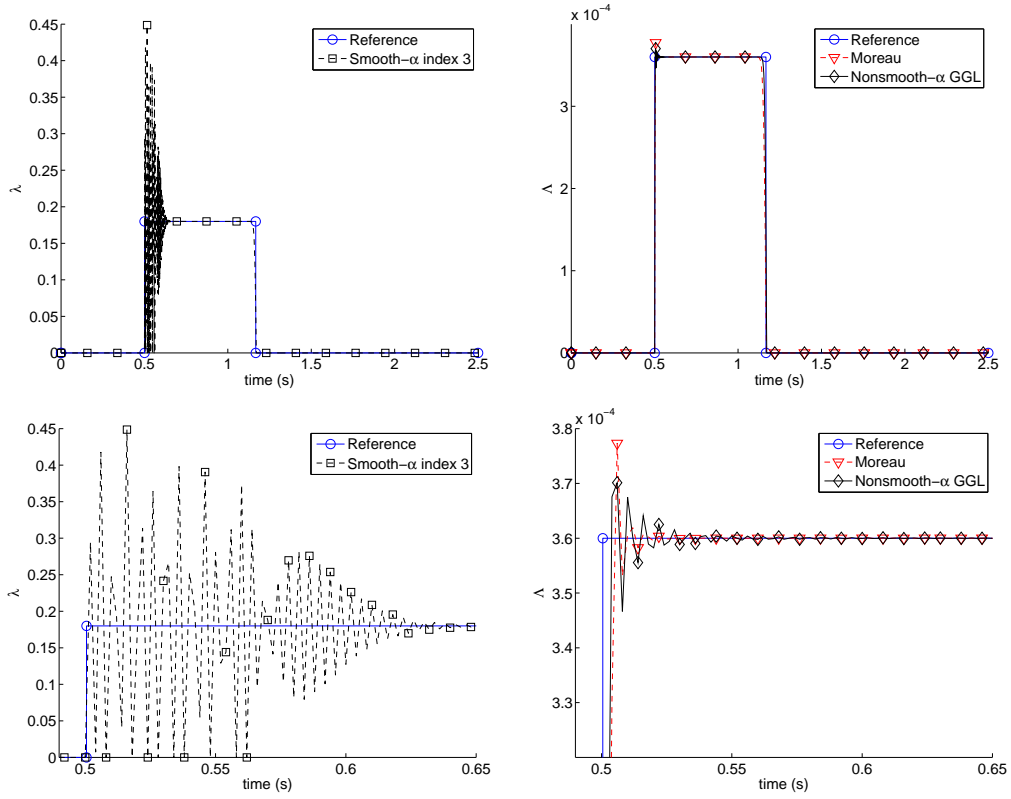 0.45
0.4
0.35
0.3
0.25
0.2
0.15
0.1
0.05
0
λ
0 0.5 1 1.5 2 2.5
time (s)
Reference
Smooth-α index 3
x 10⁻⁴
3
2
1
0
Λ
0 0.5 1 1.5 2 2.5
time (s)
Reference
Moreau
Nonsmooth-α GGL
0.45
0.4
0.35
0.3
0.25
0.2
0.15
0.1
0.05
0
λ
0.5 0.55 0.6 0.65
time (s)
Reference
Smooth-α index 3
x 10⁻⁴
3.8
3.7
3.6
3.5
3.4
3.3
Λ
0.5 0.55 0.6 0.65
time (s)
Reference
Moreau
Nonsmooth-α GGL